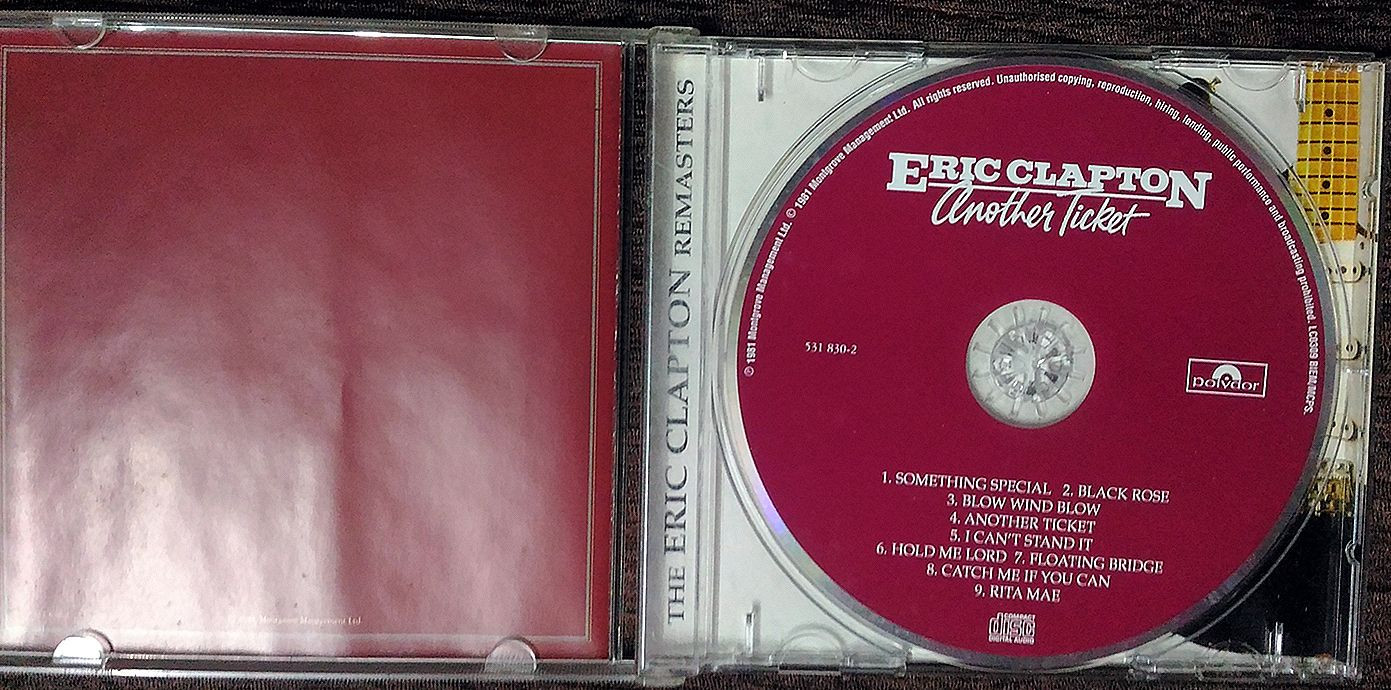 Montgrove Management Ltd.
THE ERIC CLAPTON REMASTERS
℗ 1981 Montgrove Management Ltd. © 1981 Montgrove Management Ltd. All rights reserved. Unauthorised copying, reproduction, hiring, lending, public performance and broadcasting prohibited. LC0309 BIEM/MCPS.
ERIC CLAPTON
Another Ticket
531 830-2
polydor
1. SOMETHING SPECIAL 2. BLACK ROSE
3. BLOW WIND BLOW
4. ANOTHER TICKET
5. I CAN'T STAND IT
6. HOLD ME LORD 7. FLOATING BRIDGE
8. CATCH ME IF YOU CAN
9. RITA MAE
COMPACT
disc
DIGITAL AUDIO